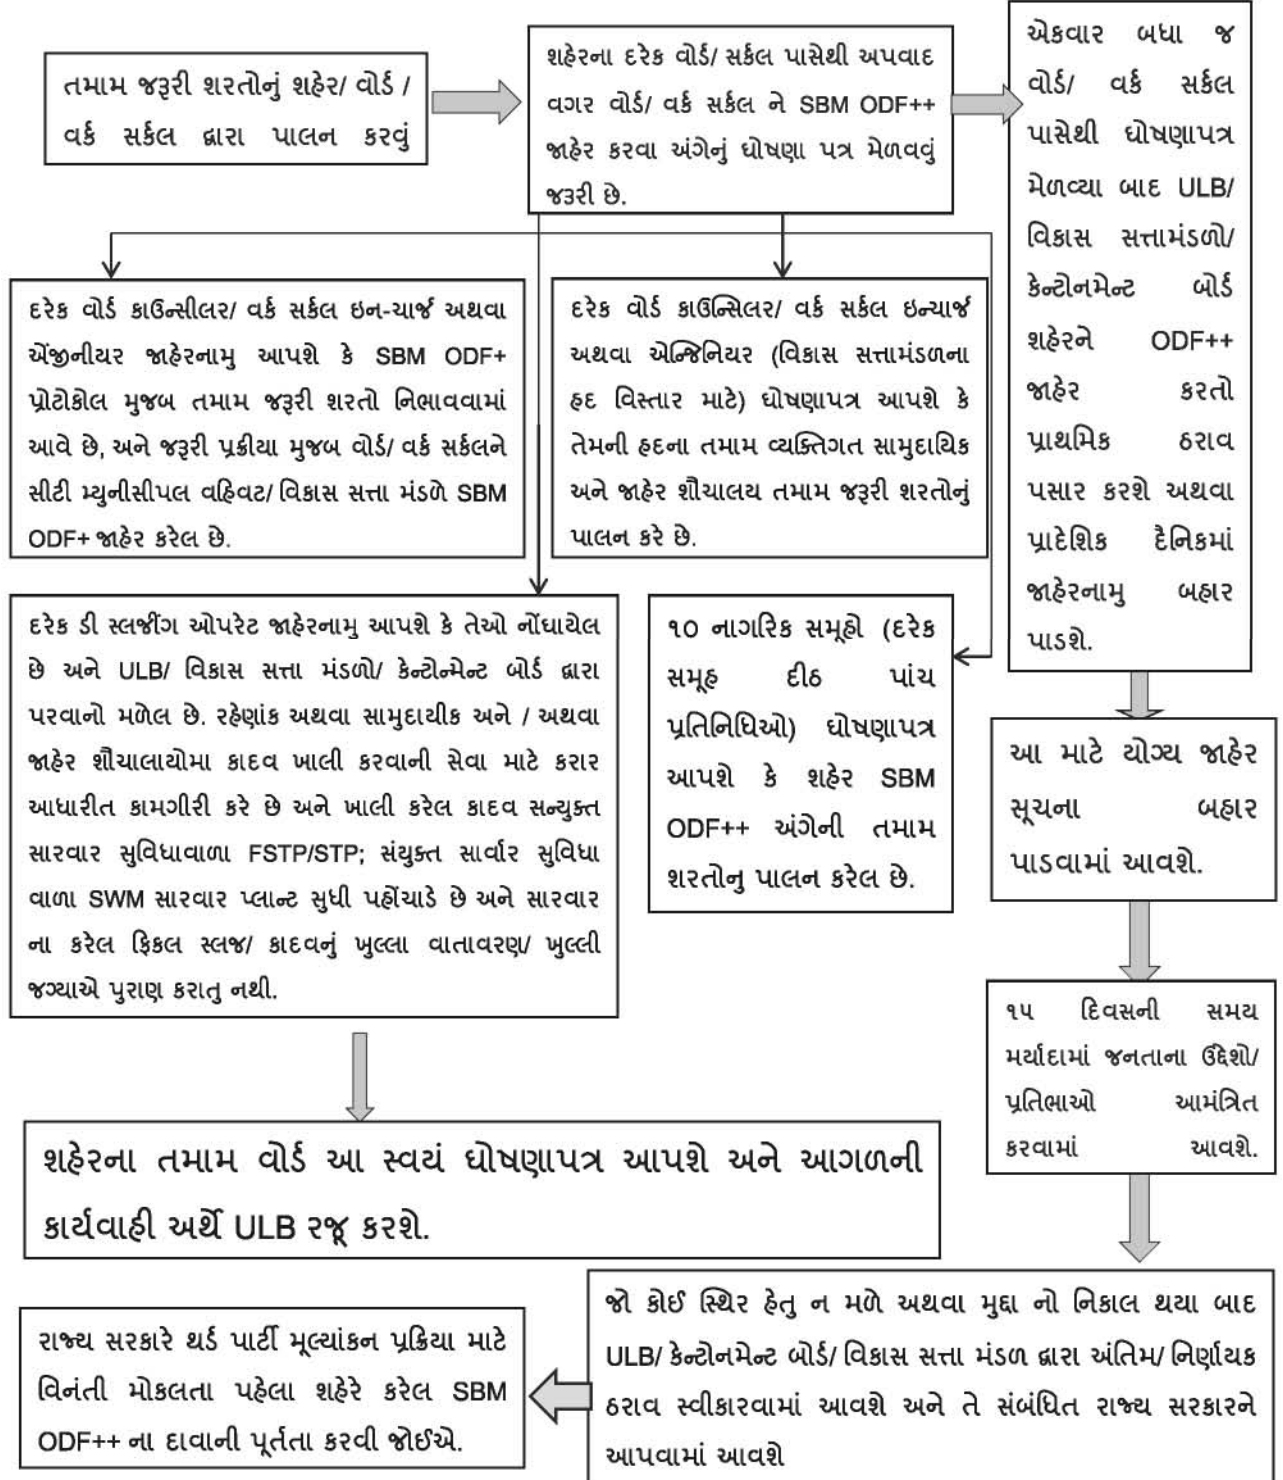 તમામ જરૂરી શરતોનું શહેર/ વોર્ડ /
વર્ક સર્કલ દ્વારા પાલન કરવું
શહેરના દરેક વોર્ડ/ સર્કલ પાસેથી અપવાદ
વગર વોર્ડ/ વર્ક સર્કલ ને SBM ODF++
જાહેર કરવા અંગેનું ઘોષણા પત્ર મેળવવું
જરૂરી છે.
એકવાર બધા જ
વોર્ડ/ વર્ક સર્કલ
પાસેથી ઘોષણાપત્ર
મેળવ્યા બાદ ULB/
વિકાસ સત્તામંડળો/
કેન્ટોનમેન્ટ બોર્ડ
શહેરને ODF++
જાહેર કરતો
પ્રાથમિક ઠરાવ
પસાર કરશે અથવા
પ્રાદેશિક દૈનિકમાં
જાહેરનામુ બહાર
પાડશે.
દરેક વોર્ડ કાઉન્સીલર/ વર્ક સર્કલ ઇન-ચાર્જ અથવા
એંજીનીયર જાહેરનામુ આપશે કે SBM ODF+
પ્રોટોકોલ મુજબ તમામ જરૂરી શરતો નિભાવવામાં
આવે છે, અને જરૂરી પ્રક્રીયા મુજબ વોર્ડ/ વર્ક સર્કલને
સીટી મ્યુનીસીપલ વહિવટ/ વિકાસ સત્તા મંડળે SBM
ODF+ જાહેર કરેલ છે.
દરેક વોર્ડ કાઉન્સિલર/ વર્ક સર્કલ ઇન્ચાર્જ
અથવા એન્જિનિયર (વિકાસ સત્તામંડળના
હદ વિસ્તાર માટે) ઘોષણાપત્ર આપશે કે
તેમની હદના તમામ વ્યક્તિગત સામુદાયિક
અને જાહેર શૌચાલય તમામ જરૂરી શરતોનું
પાલન કરે છે.
દરેક ડી સ્લજીંગ ઓપરેટ જાહેરનામુ આપશે કે તેઓ નોંધાયેલ
છે અને ULB/ વિકાસ સત્તા મંડળો/ કેન્ટોન્મેન્ટ બોર્ડ દ્વારા
પરવાનો મળેલ છે. રહેણાંક અથવા સામુદાયીક અને / અથવા
જાહેર શૌચાલાયોમા કાદવ ખાલી કરવાની સેવા માટે કરાર
આધારીત કામગીરી કરે છે અને ખાલી કરેલ કાદવ સન્યુક્ત
સારવાર સુવિધાવાળા FSTP/STP; સંયુક્ત સાર્વાર સુવિધા
વાળા SWM સારવાર પ્લાન્ટ સુધી પહોંચાડે છે અને સારવાર
ના કરેલ ફિકલ સ્લજ/ કાદવનું ખુલ્લા વાતાવરણ/ ખુલ્લી
જગ્યાએ પુરાણ કરાતુ નથી.
૧૦ નાગરિક સમૂહો (દરેક
સમૂહ દીઠ પાંચ
પ્રતિનિધિઓ) ઘોષણાપત્ર
આપશે કે શહેર SBM
ODF++ અંગેની તમામ
શરતોનુ પાલન કરેલ છે.
આ માટે યોગ્ય જાહેર
સૂચના બહાર
પાડવામાં આવશે.
૧૫ દિવસની સમય
મર્યાદામાં જનતાના ઉદ્દેશો/
પ્રતિભાઓ આમંત્રિત
કરવામાં આવશે.
શહેરના તમામ વોર્ડ આ સ્વયં ઘોષણાપત્ર આપશે અને આગળની
કાર્યવાહી અર્થે ULB રજૂ કરશે.
જો કોઈ સ્થિર હેતુ ન મળે અથવા મુદ્દા નો નિકાલ થયા બાદ
ULB/ કેન્ટોનમેન્ટ બોર્ડ/ વિકાસ સત્તા મંડળ દ્વારા અંતિમ/ નિર્ણાયક
ઠરાવ સ્વીકારવામાં આવશે અને તે સંબંધિત રાજ્ય સરકારને
આપવામાં આવશે
રાજ્ય સરકારે થર્ડ પાર્ટી મૂલ્યાંકન પ્રક્રિયા માટે
વિનંતી મોકલતા પહેલા શહેરે કરેલ SBM
ODF++ ના દાવાની પૂર્તતા કરવી જોઈએ.